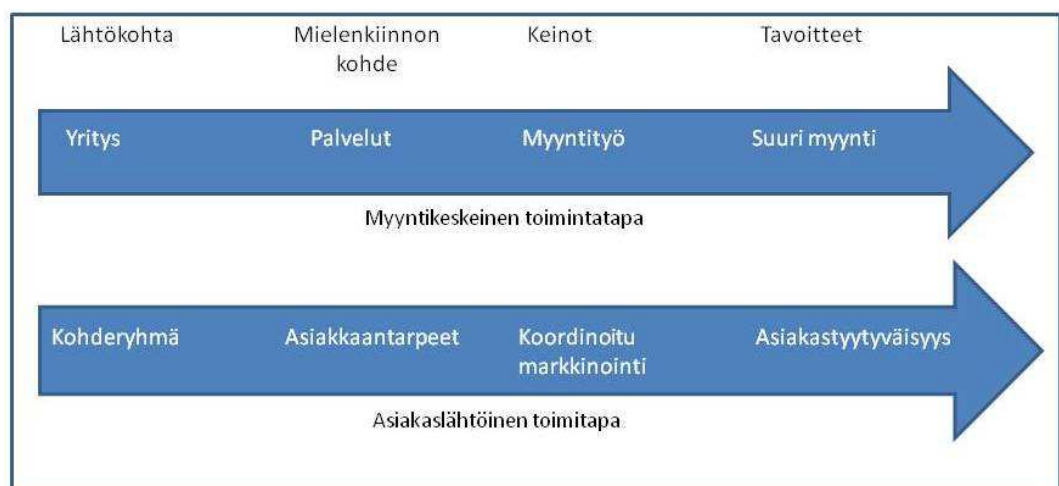 Lähtökohta
Mielenkiinnon
kohde
Keinot
Tavoitteet
Yritys
Palvelut
Myyntityö
Suuri myynti
Myyntikeskeinen toimintatapa
Kohderyhmä
Asiakkaantarpeet
Koordinoitu
markkinointi
Asiakastyytyväisyys
Asiakaslähtöinen toimitapa